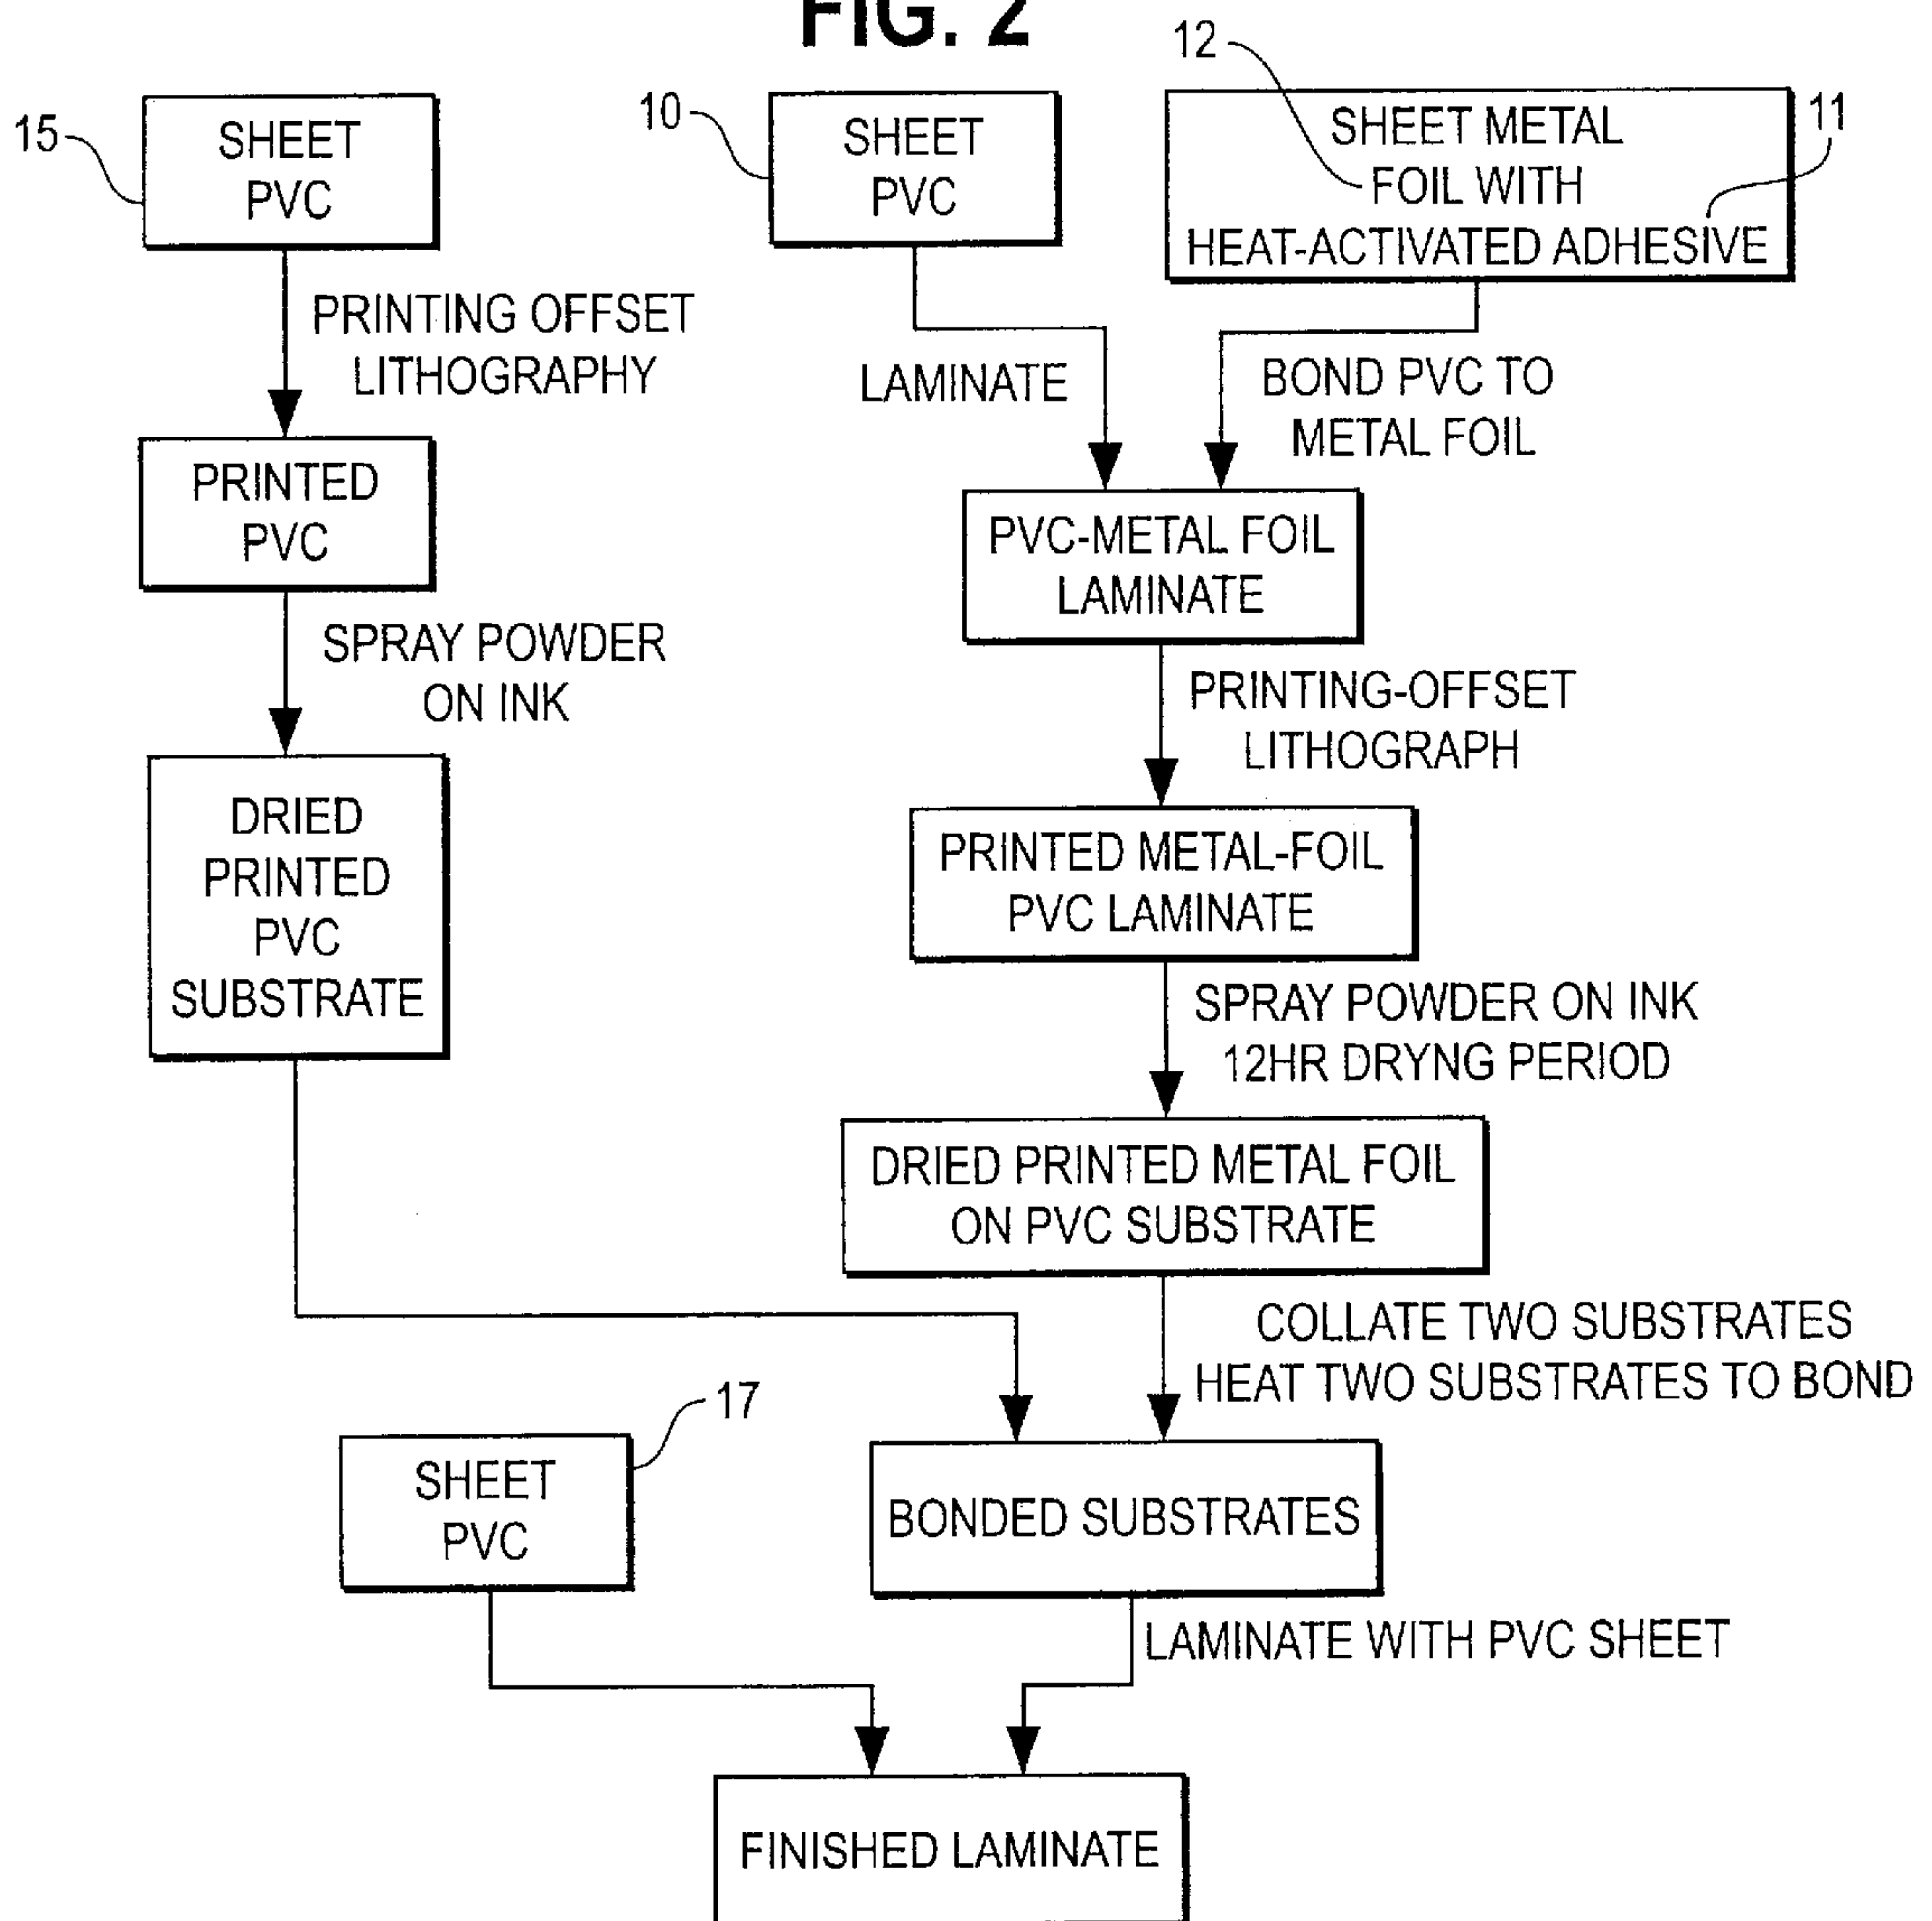 FIG. 2
12
15
SHEET
PVC
10
SHEET
PVC
SHEET METAL
FOIL WITH
HEAT-ACTIVATED ADHESIVE
11
PRINTING OFFSET
LITHOGRAPHY
LAMINATE
BOND PVC TO
METAL FOIL
PRINTED
PVC
PVC-METAL FOIL
LAMINATE
SPRAY POWDER
ON INK
PRINTING-OFFSET
LITHOGRAPH
DRIED
PRINTED
PVC
SUBSTRATE
PRINTED METAL-FOIL
PVC LAMINATE
SPRAY POWDER ON INK
12HR DRYNG PERIOD
DRIED PRINTED METAL FOIL
ON PVC SUBSTRATE
COLLATE TWO SUBSTRATES
HEAT TWO SUBSTRATES TO BOND
17
SHEET
PVC
BONDED SUBSTRATES
LAMINATE WITH PVC SHEET
FINISHED LAMINATE